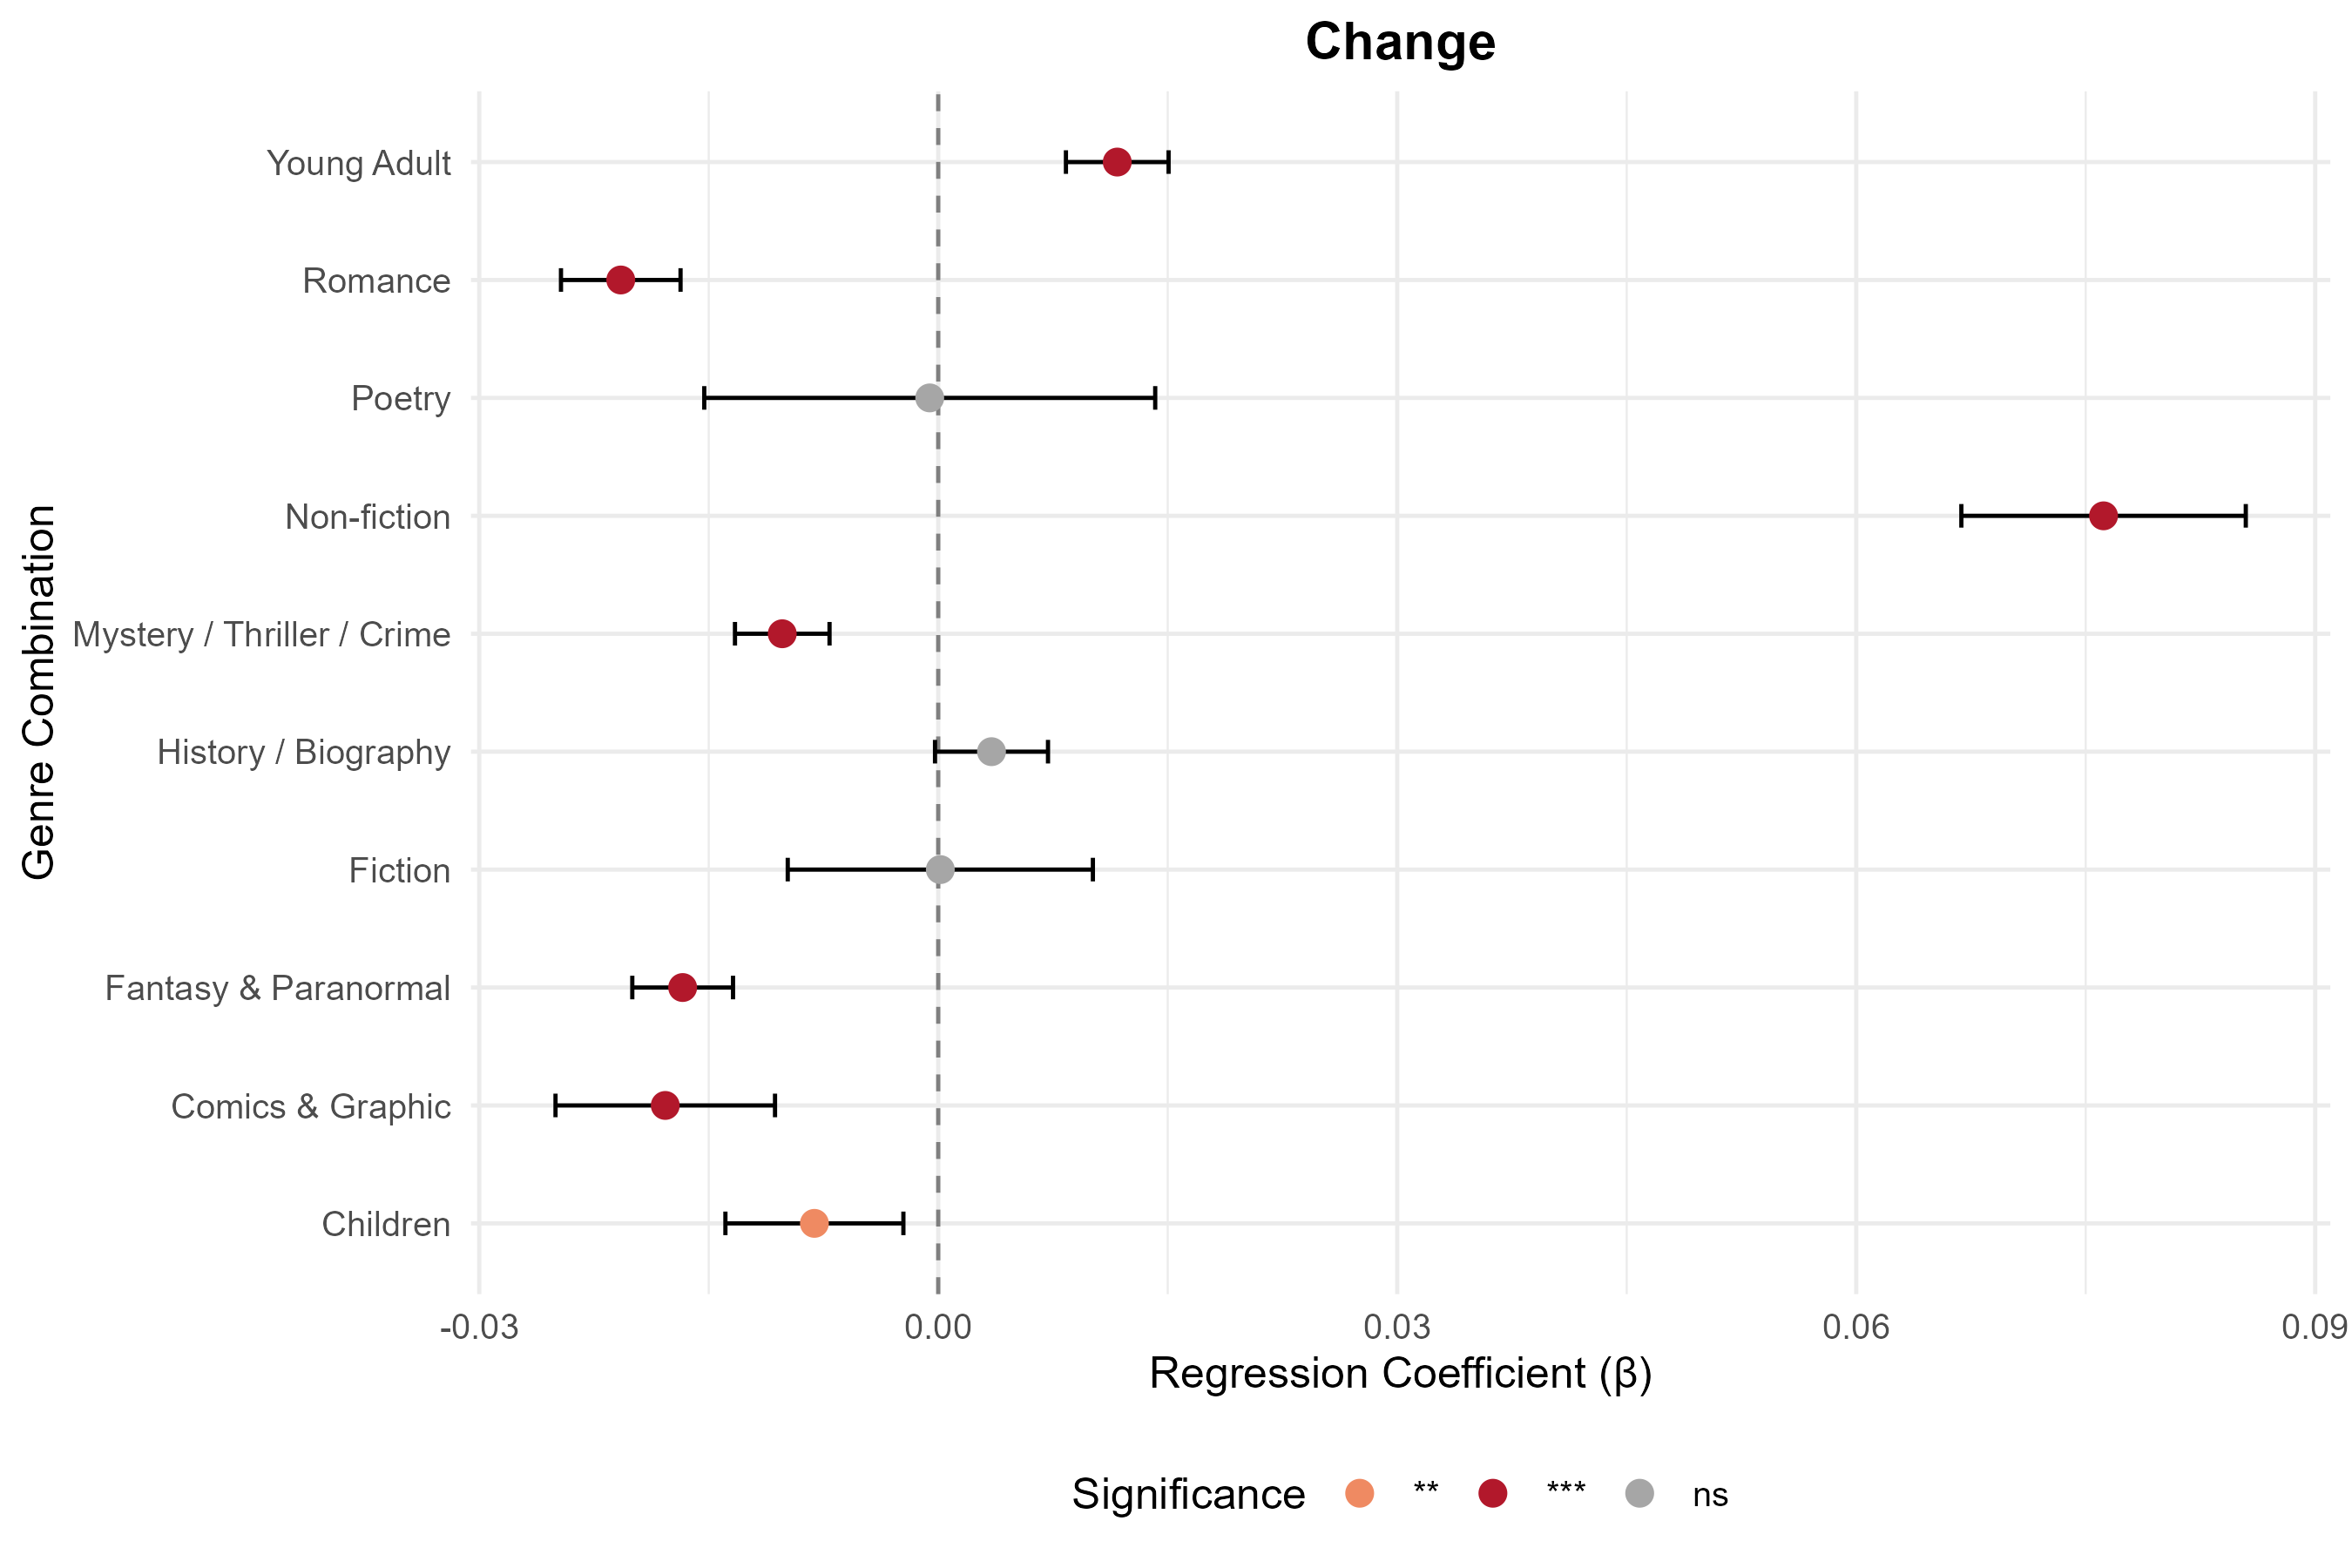 Change
Genre Combination
Young Adult
Romance
Poetry
Non-fiction
Mystery / Thriller / Crime
History / Biography
Fiction
Fantasy & Paranormal
Comics & Graphic
Children
-0.03 0.00 0.03 0.06 0.09
Regression Coefficient (β)
Significance ** *** ns